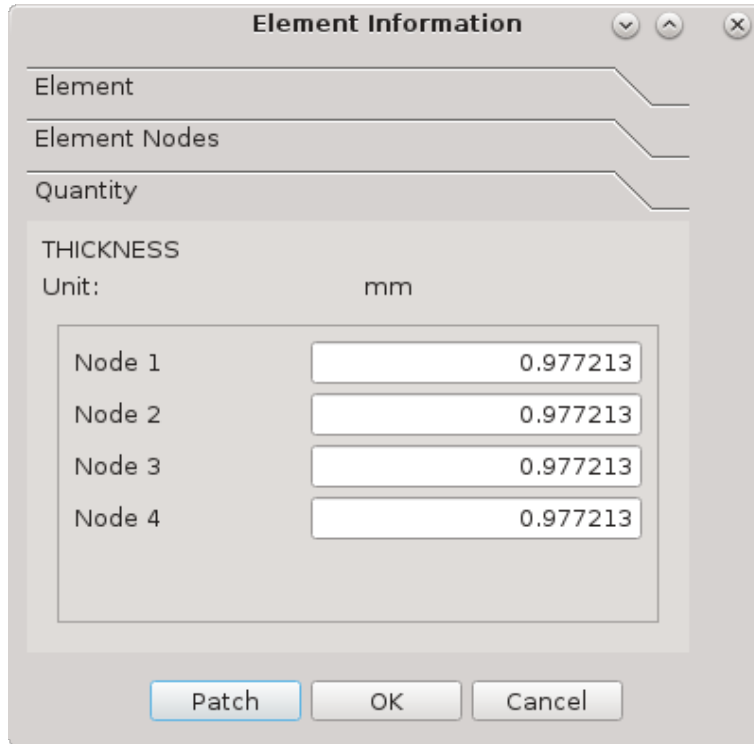 Element Information
Element
Element Nodes
Quantity
THICKNESS
Unit: mm
Node 1 0.977213
Node 2 0.977213
Node 3 0.977213
Node 4 0.977213
Patch OK Cancel